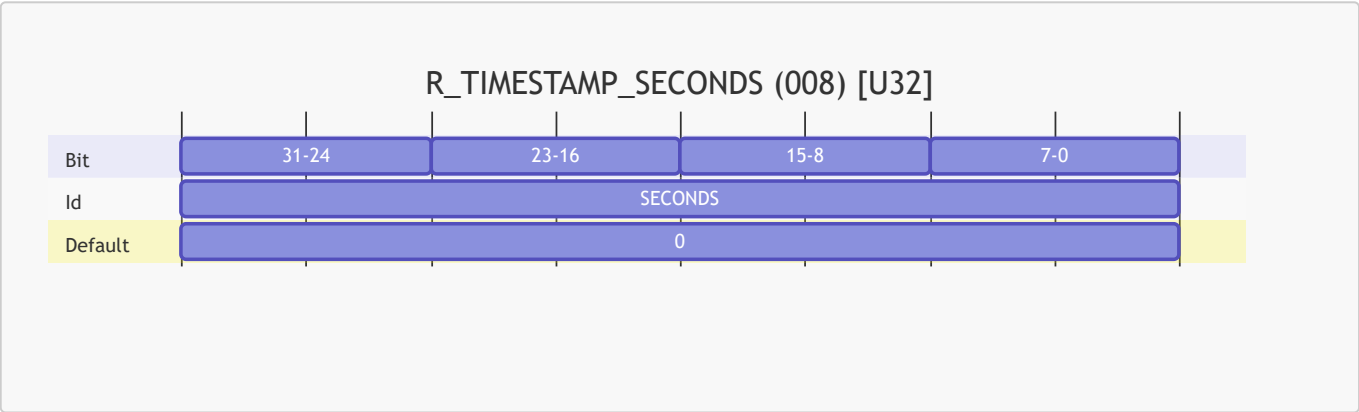 R_TIMESTAMP_SECONDS (008) [U32]
Bit 31-24 23-16 15-8 7-0
Id SECONDS
Default 0